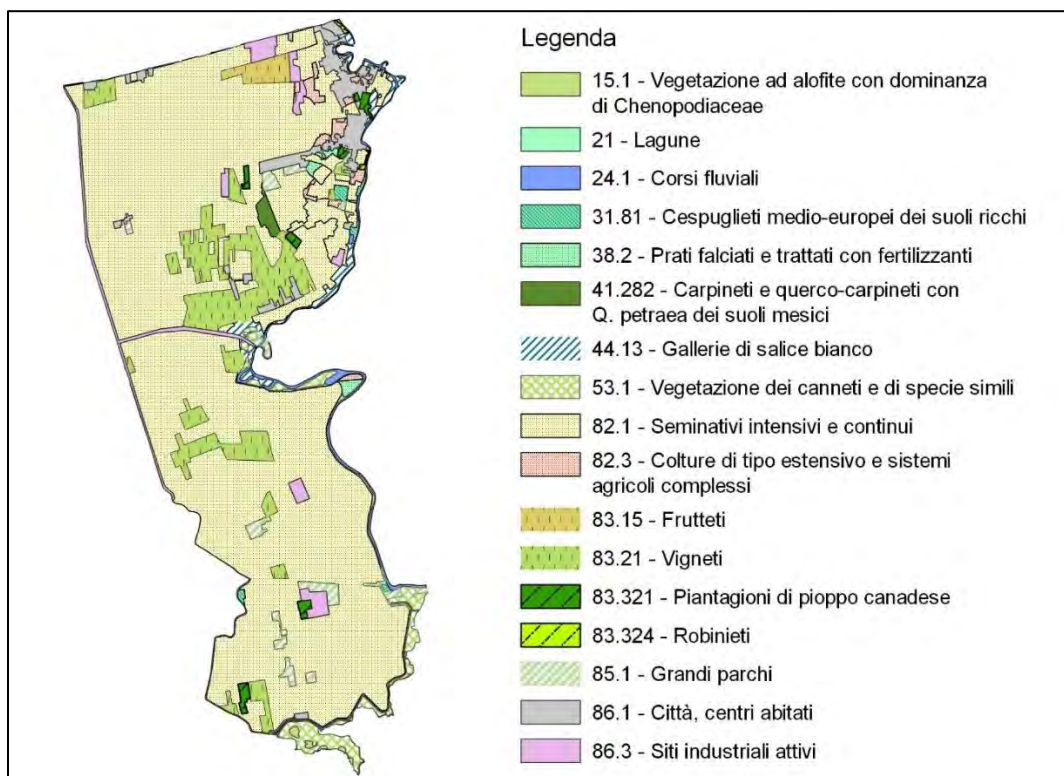 Legenda
15.1 - Vegetazione ad alofite con dominanza
di Chenopodiaceae
21 - Lagune
24.1 - Corsi fluviali
31.81 - Cespuglieti medio-europei dei suoli ricchi
38.2 - Prati falciati e trattati con fertilizzanti
41.282 - Carpineti e querco-carpineti con
Q. petraea dei suoli mesici
44.13 - Gallerie di salice bianco
53.1 - Vegetazione dei canneti e di specie simili
82.1 - Seminativi intensivi e continui
82.3 - Colture di tipo estensivo e sistemi
agricoli complessi
83.15 - Frutteti
83.21 - Vigneti
83.321 - Piantagioni di pioppo canadese
83.324 - Robinieti
85.1 - Grandi parchi
86.1 - Città, centri abitati
86.3 - Siti industriali attivi